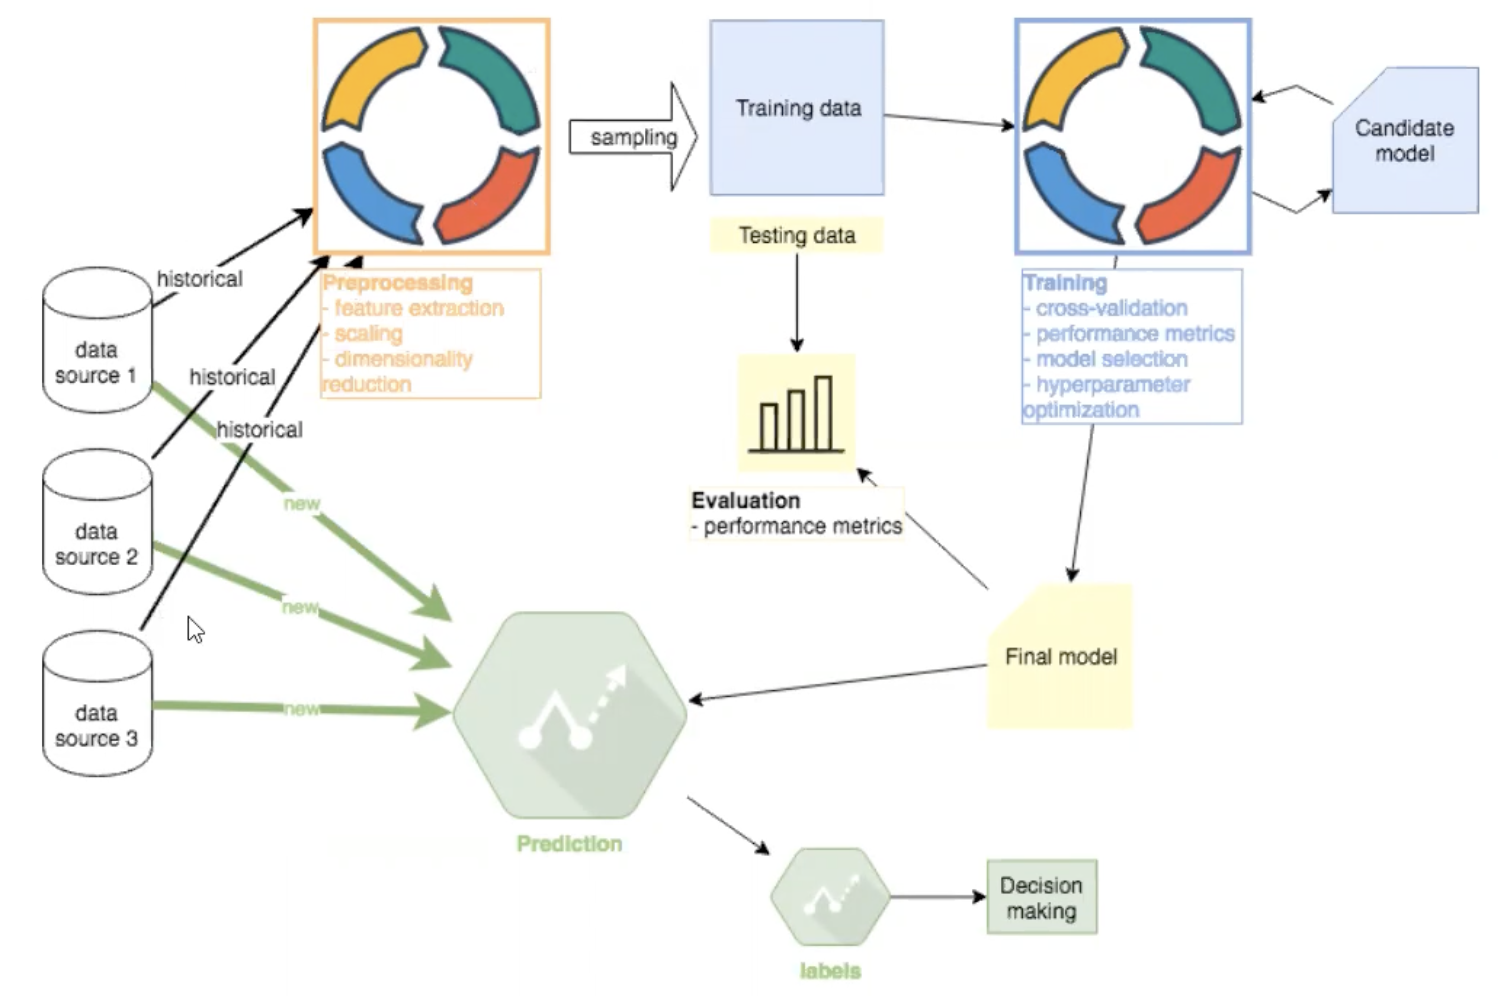 sampling
Training data
Candidate
model
Testing data
historical
Preprocessing
- feature extraction
- scaling
- dimensionality
reduction
Training
- cross-validation
- performance metrics
- model selection
- hyperparameter
optimization
data
source 1
historical
historical
new
Evaluation
- performance metrics
data
source 2
new
Final model
data
source 3
new
Prediction
Decision
making
labels